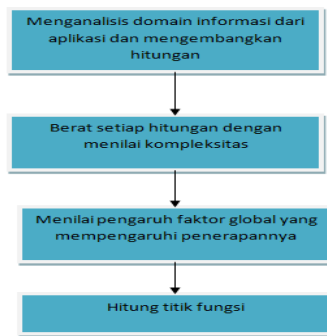 Menganalisis domain informasi dari
aplikasi dan mengembangkan
hitungan
Berat setiap hitungan dengan
menilai kompleksitas
Menilai pengaruh faktor global yang
mempengaruhi penerapannya
Hitung titik fungsi